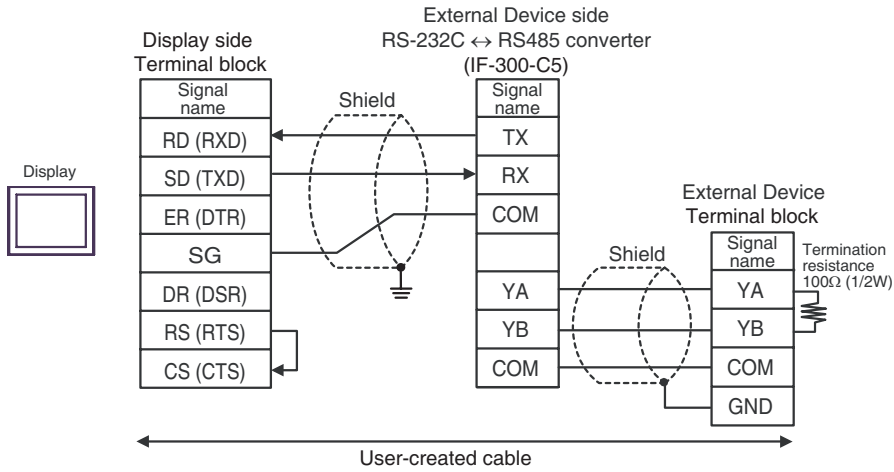 External Device side
RS-232C ↔ RS485 converter
(IF-300-C5)
Display side
Terminal block
Signal
name
RD (RXD)
SD (TXD)
ER (DTR)
SG
DR (DSR)
RS (RTS)
CS (CTS)
Display
Shield
Signal
name
TX
RX
COM
YA
YB
COM
Shield
External Device
Terminal block
Signal
name
YA
YB
COM
GND
Termination
resistance
100Ω (1/2W)
User-created cable